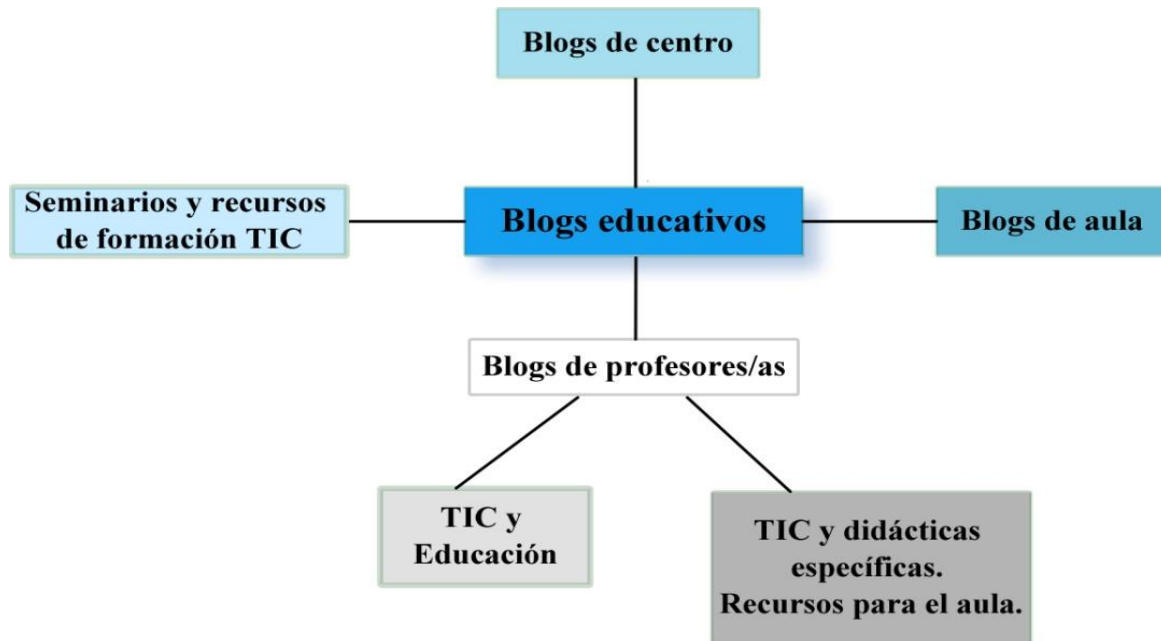 Blogs de centro
Seminarios y recursos
de formación TIC
Blogs educativos
Blogs de aula
Blogs de profesores/as
TIC y
Educación
TIC y didácticas
específicas.
Recursos para el aula.